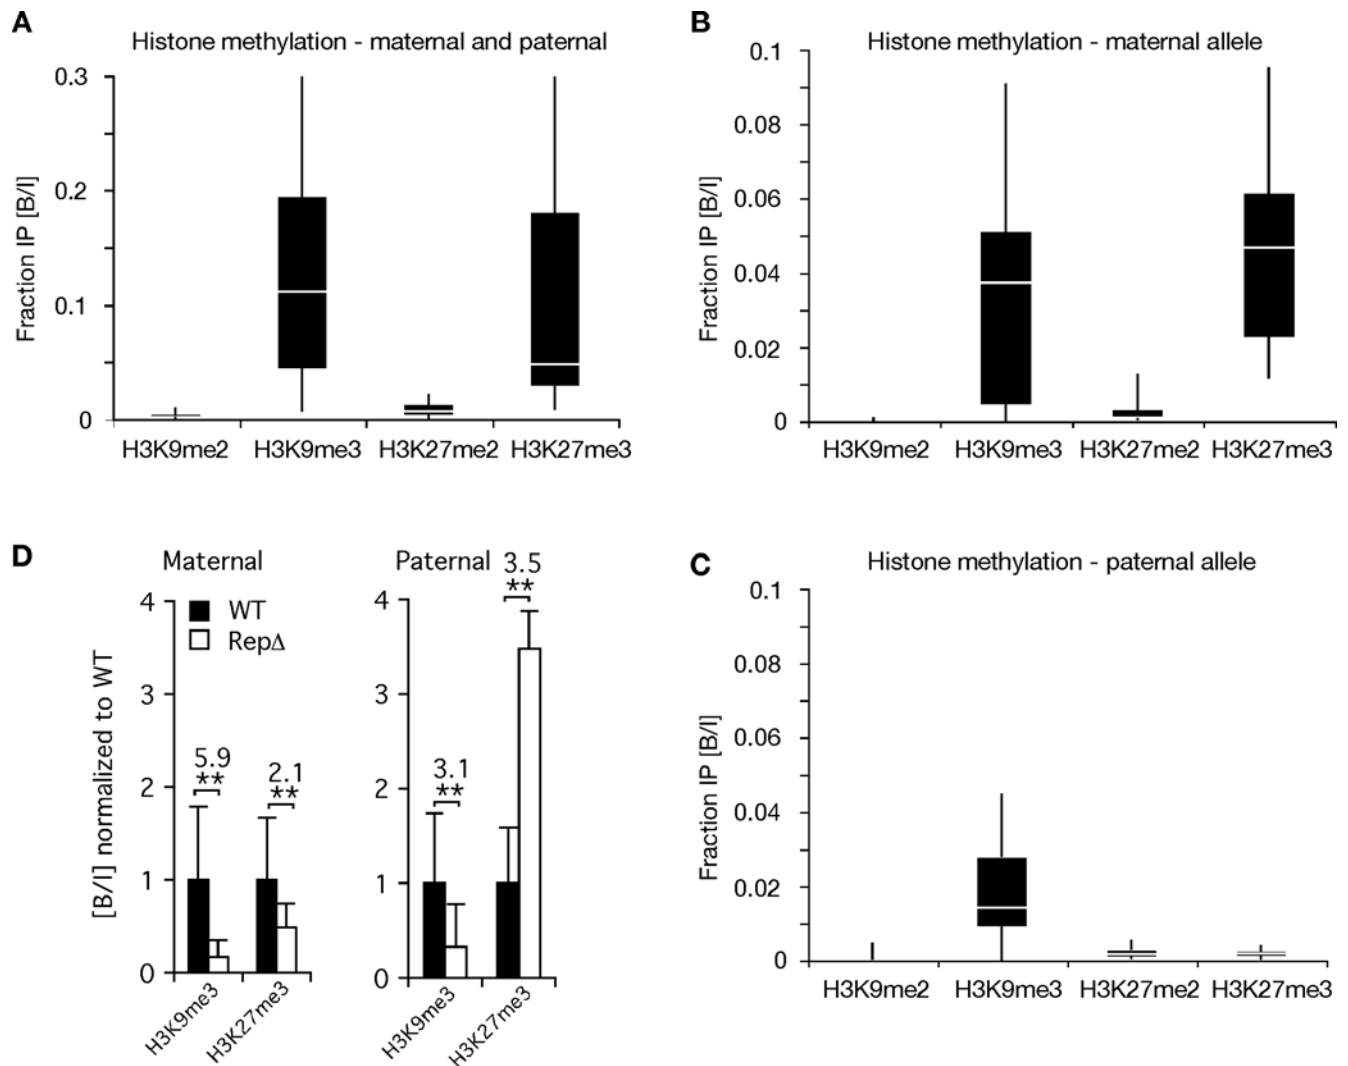 A
Histone methylation - maternal and paternal
Fraction IP [B/I]
0.3
0.2
0.1
0
H3K9me2 H3K9me3 H3K27me2 H3K27me3
B
Histone methylation - maternal allele
Fraction IP [B/I]
0.1
0.08
0.06
0.04
0.02
0
H3K9me2 H3K9me3 H3K27me2 H3K27me3
D
[B/I] normalized to WT
Maternal
4
3
2
1
0
WT
RepΔ
5.9
**
2.1
**
H3K9me3
H3K27me3
Paternal
4
3
2
1
0
3.1
**
3.5
**
H3K9me3
H3K27me3
C
Histone methylation - paternal allele
Fraction IP [B/I]
0.1
0.08
0.06
0.04
0.02
0
H3K9me2 H3K9me3 H3K27me2 H3K27me3